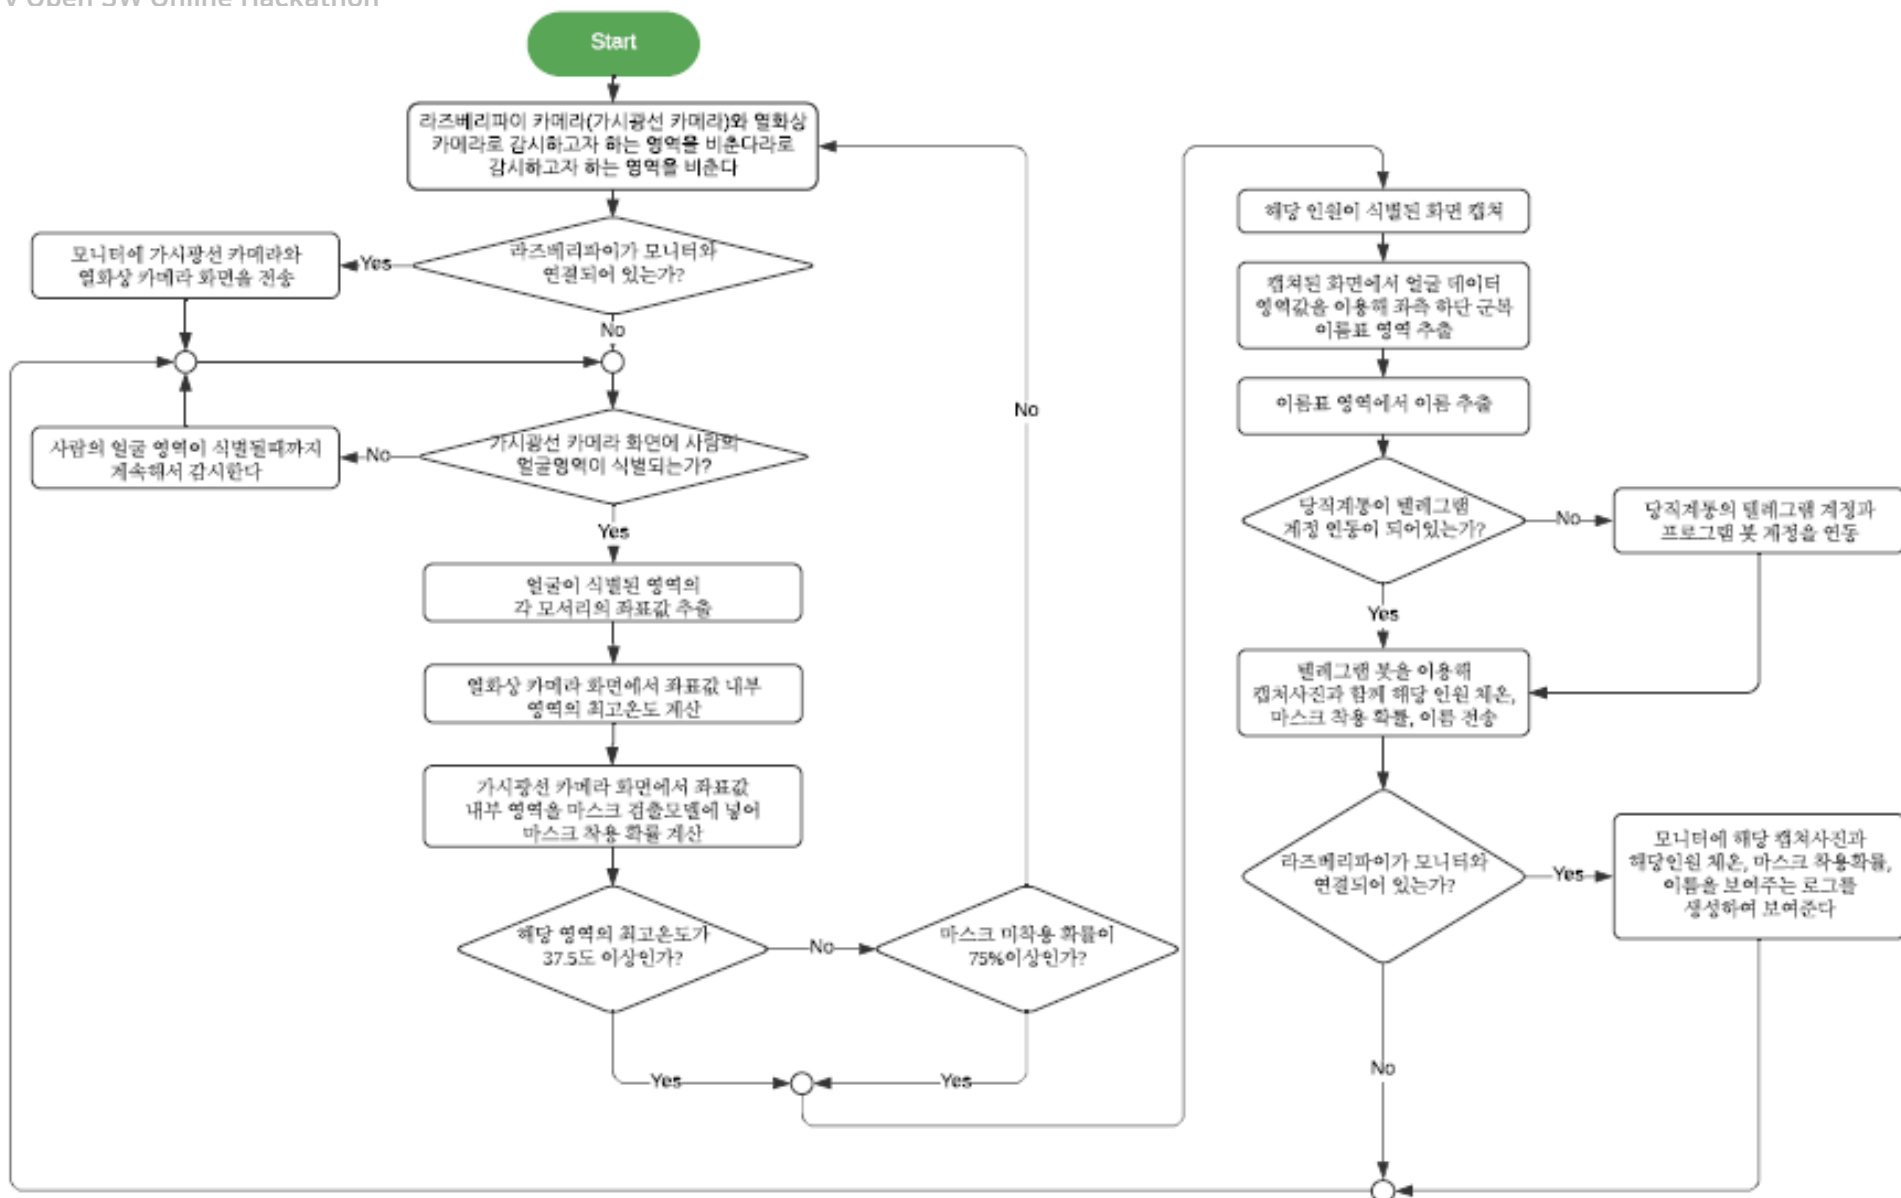 Open SW Online Hackathon
Start
라즈베리파이 카메라(가시광선 카메라)와 열화상
카메라로 감시하고자 하는 영역을 비춘다라로
감시하고자 하는 영역을 비춘다
라즈베리파이가 모니터와
연결되어 있는가?
Yes
모니터에 가시광선 카메라와
열화상 카메라 화면을 전송
No
가시광선 카메라 화면에 사람의
얼굴영역이 식별되는가?
No
사람의 얼굴 영역이 식별될때까지
계속해서 감시한다
Yes
얼굴이 식별된 영역의
각 모서리의 좌표값 추출
열화상 카메라 화면에서 좌표값 내부
영역의 최고온도 계산
가시광선 카메라 화면에서 좌표값
내부 영역을 마스크 검출모델에 넣어
마스크 착용 확률 계산
해당 영역의 최고온도가
37.5도 이상인가?
No
마스크 미착용 확률이
75%이상인가?
No
Yes
Yes
해당 인원이 식별된 화면 캡쳐
캡쳐된 화면에서 얼굴 데이터
영역값을 이용해 좌측 하단 군복
이름표 영역 추출
이름표 영역에서 이름 추출
당직계통이 텔레그램
계정 연동이 되어있는가?
No
당직계통의 텔레그램 계정과
프로그램 봇 계정을 연동
Yes
텔레그램 봇을 이용해
캡쳐사진과 함께 해당 인원 체온,
마스크 착용 확률, 이름 전송
라즈베리파이가 모니터와
연결되어 있는가?
Yes
모니터에 해당 캡쳐사진과
해당인원 체온, 마스크 착용확률,
이름을 보여주는 로그를
생성하여 보여준다
No